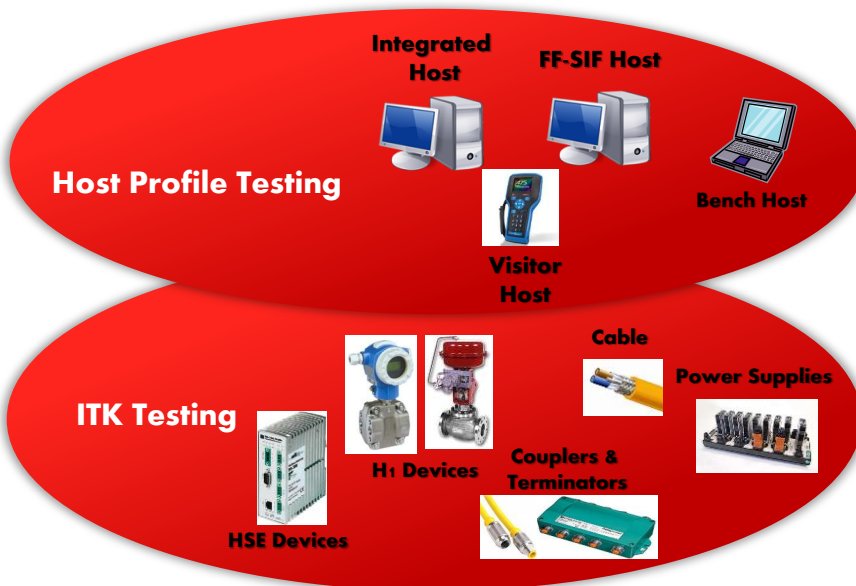 Integrated
Host
FF-SIF Host
Host Profile Testing
Bench Host
Visitor
Host
Cable
Power Supplies
ITK Testing
H1 Devices
Couplers &
Terminators
HSE Devices